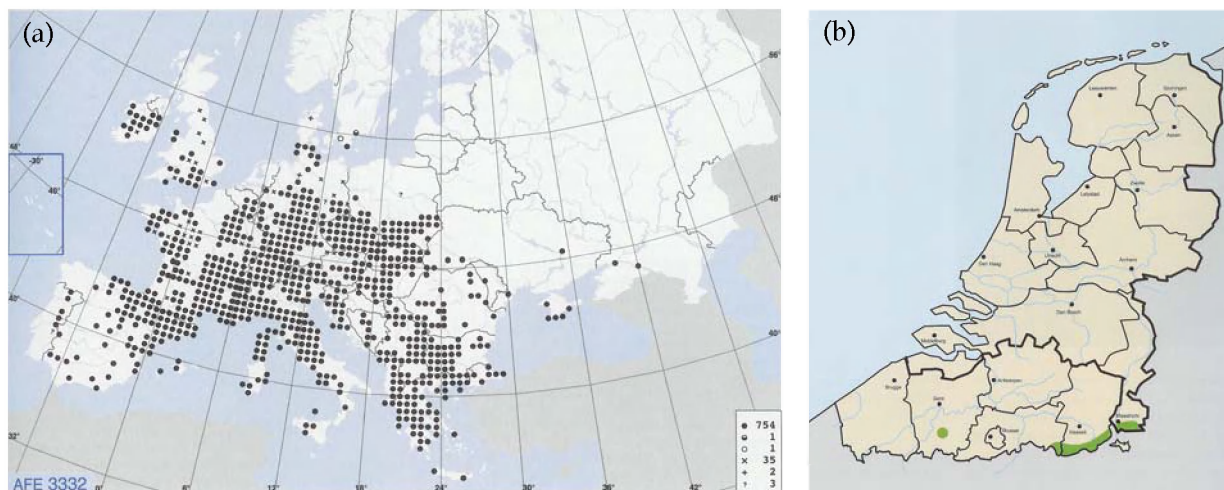 (a)
56°
48°
-30°
40°
48°
40°
40°
32°
AFE 3332
0°
6°
12°
18°
24°
30°
36°
42°
32°
754
1
1
35
2
3
(b)
Leeuwarden
Groningen
Assen
Lelystad
Zwolle
Amsterdam
Utrecht
Den Haag
Arnhem
Den Bosch
Middelburg
Brugge
Antwerpen
Gent
Maastricht
Hasselt
Brussel